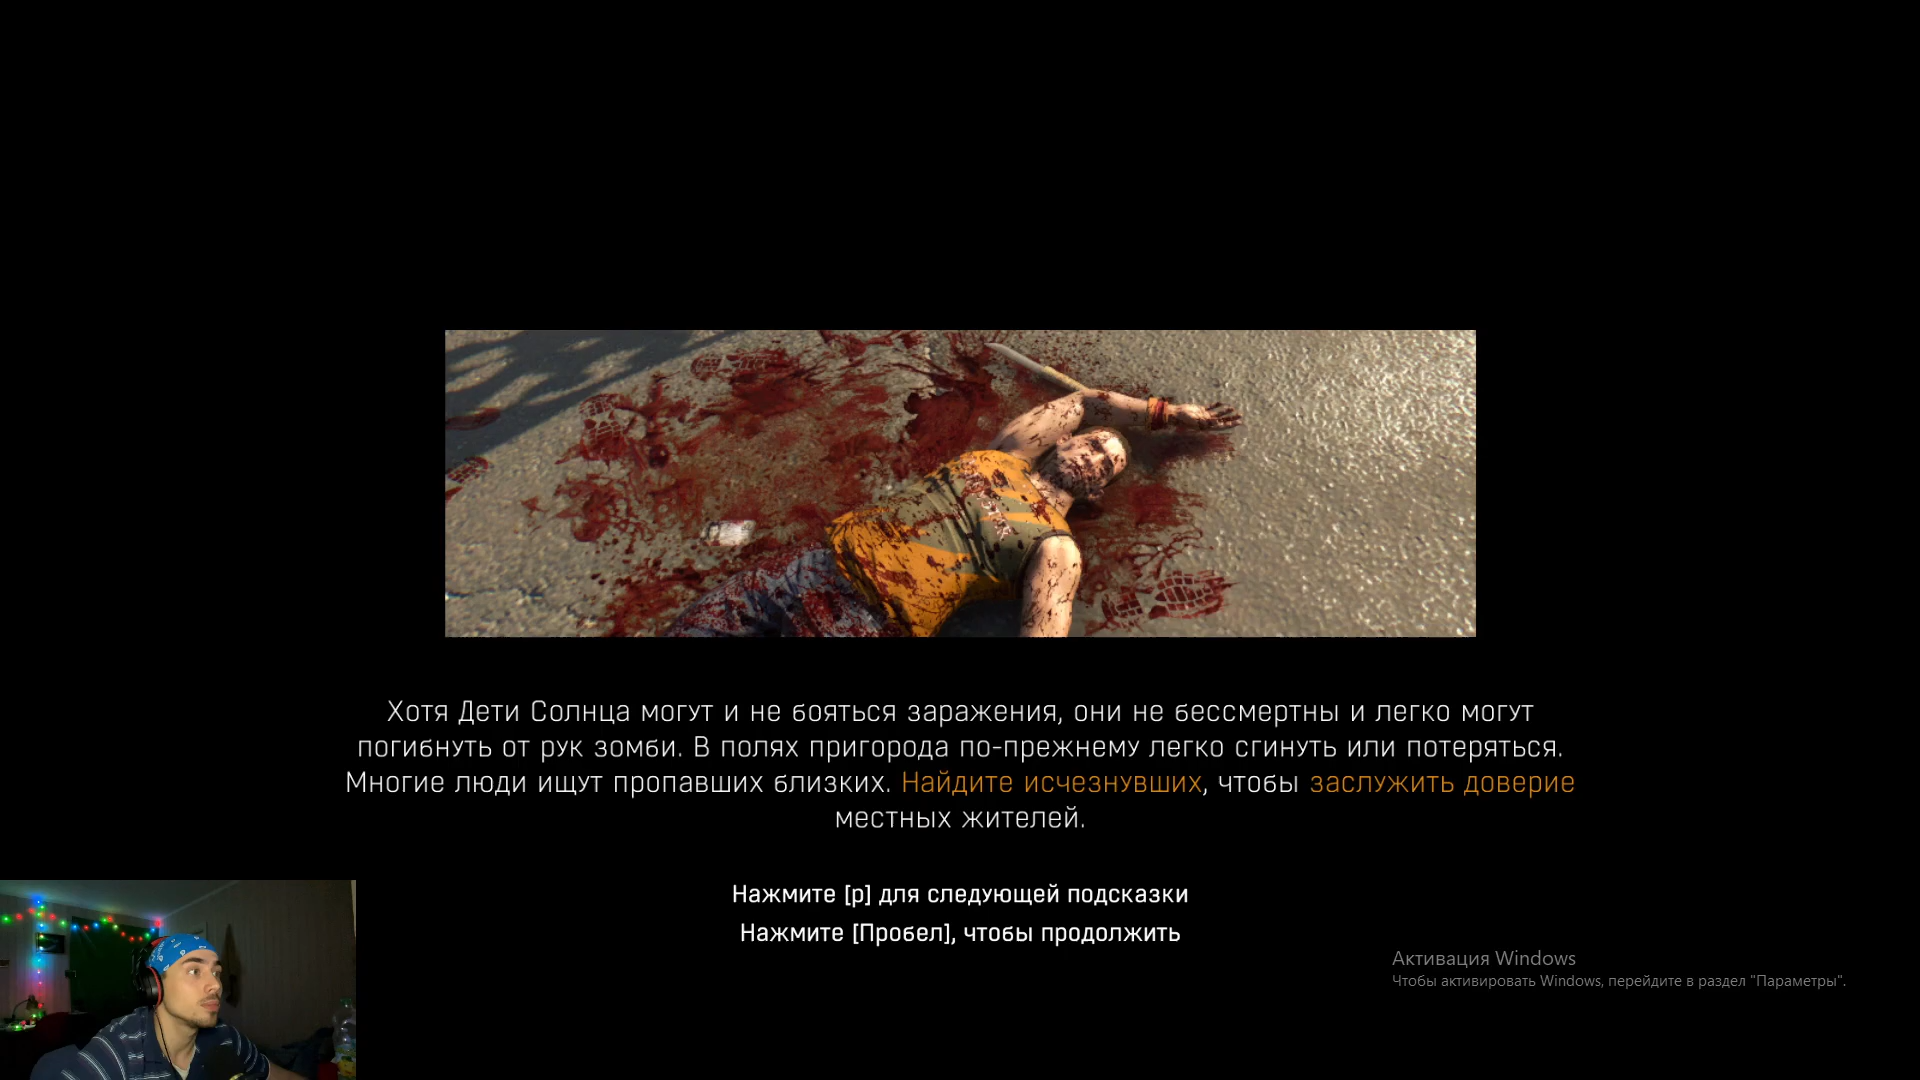 Хотя Дети Солнца могут и не бояться заражения, они не бессмертны и легко могут
погибнуть от рук зомби. В полях пригорода по-прежнему легко сгинуть или потеряться.
Многие люди ищут пропавших близких. Найдите исчезнувших, чтобы заслужить доверие
местных жителей.
Нажмите [р] для следующей подсказки
Нажмите [Пробел], чтобы продолжить
Активация Windows
Чтобы активировать Windows, перейдите в раздел "Параметры".